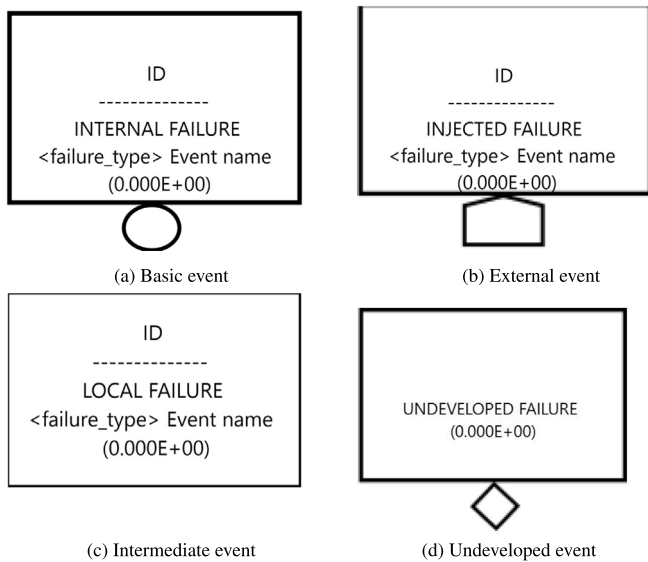 ID
--------------
INTERNAL FAILURE
<failure_type> Event name
(0.000E+00)
(a) Basic event
ID
--------------
INJECTED FAILURE
<failure_type> Event name
(0.000E+00)
(b) External event
ID
--------------
LOCAL FAILURE
<failure_type> Event name
(0.000E+00)
(c) Intermediate event
UNDEVELOPED FAILURE
(0.000E+00)
(d) Undeveloped event